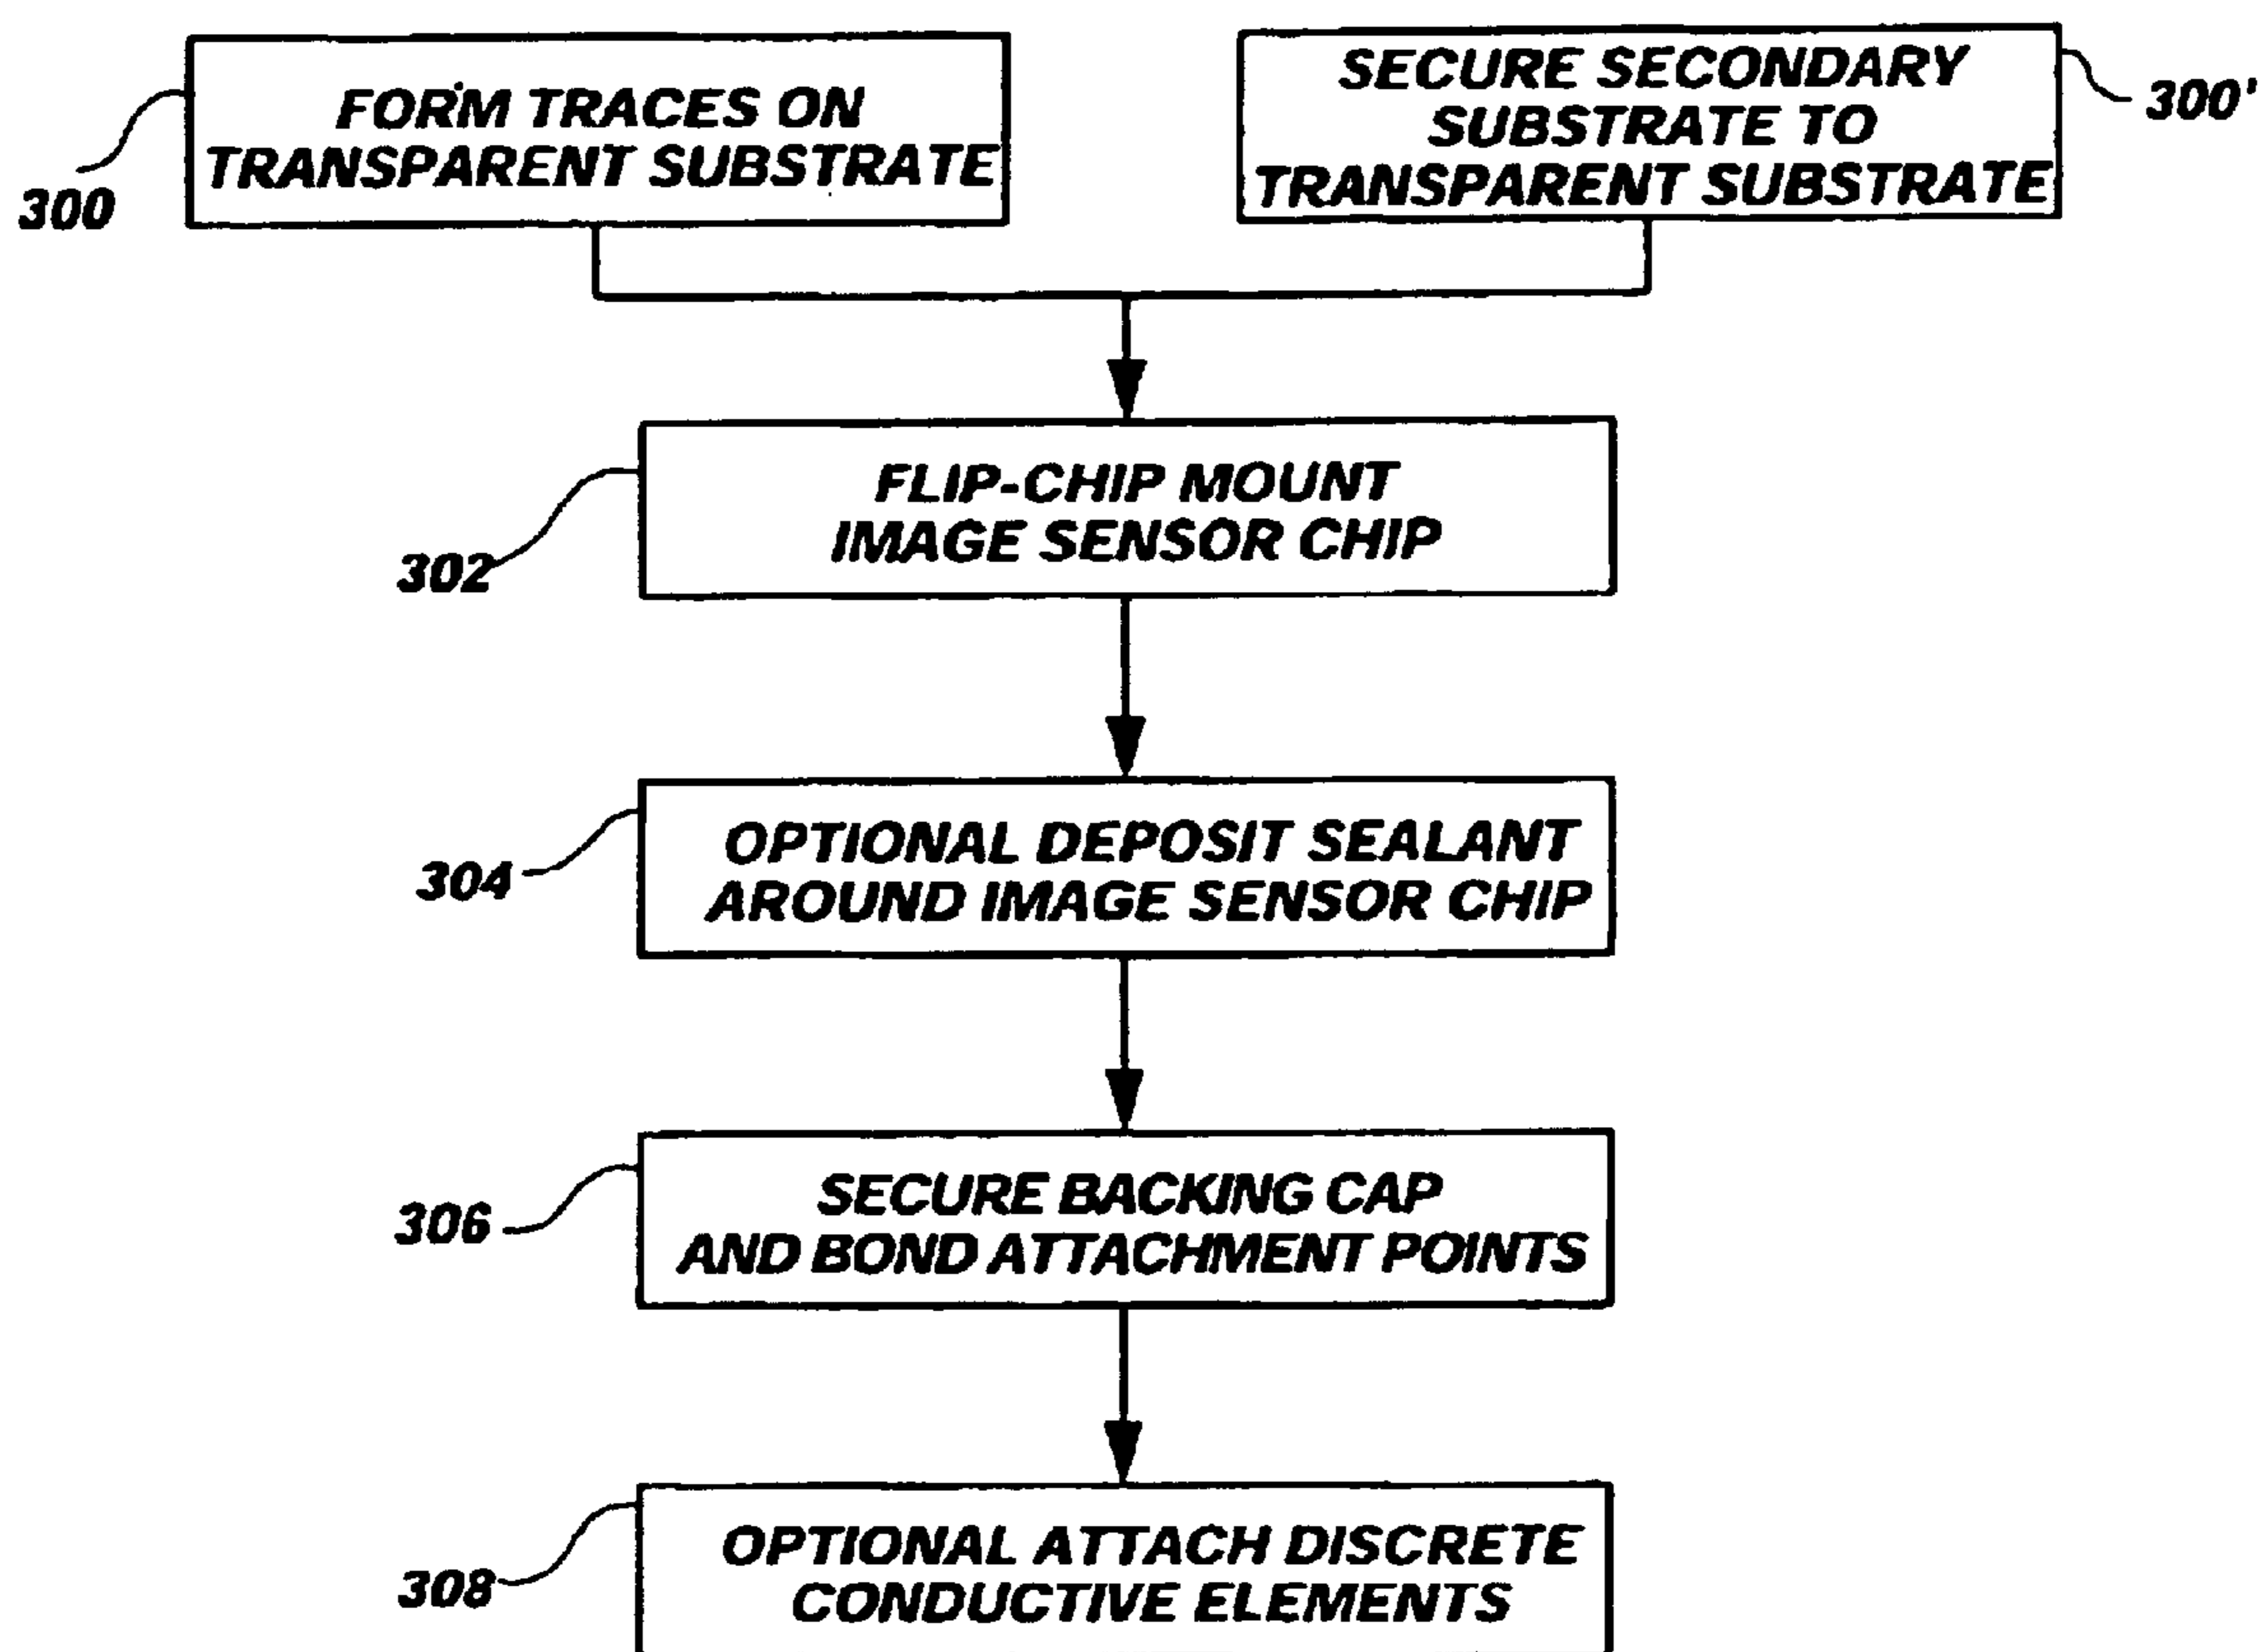 FORM TRACES ON
TRANSPARENT SUBSTRATE
300
SECURE SECONDARY
SUBSTRATE TO
TRANSPARENT SUBSTRATE
300'
FLIP-CHIP MOUNT
IMAGE SENSOR CHIP
302
OPTIONAL DEPOSIT SEALANT
AROUND IMAGE SENSOR CHIP
304
SECURE BACKING CAP
AND BOND ATTACHMENT POINTS
306
OPTIONAL ATTACH DISCRETE
CONDUCTIVE ELEMENTS
308